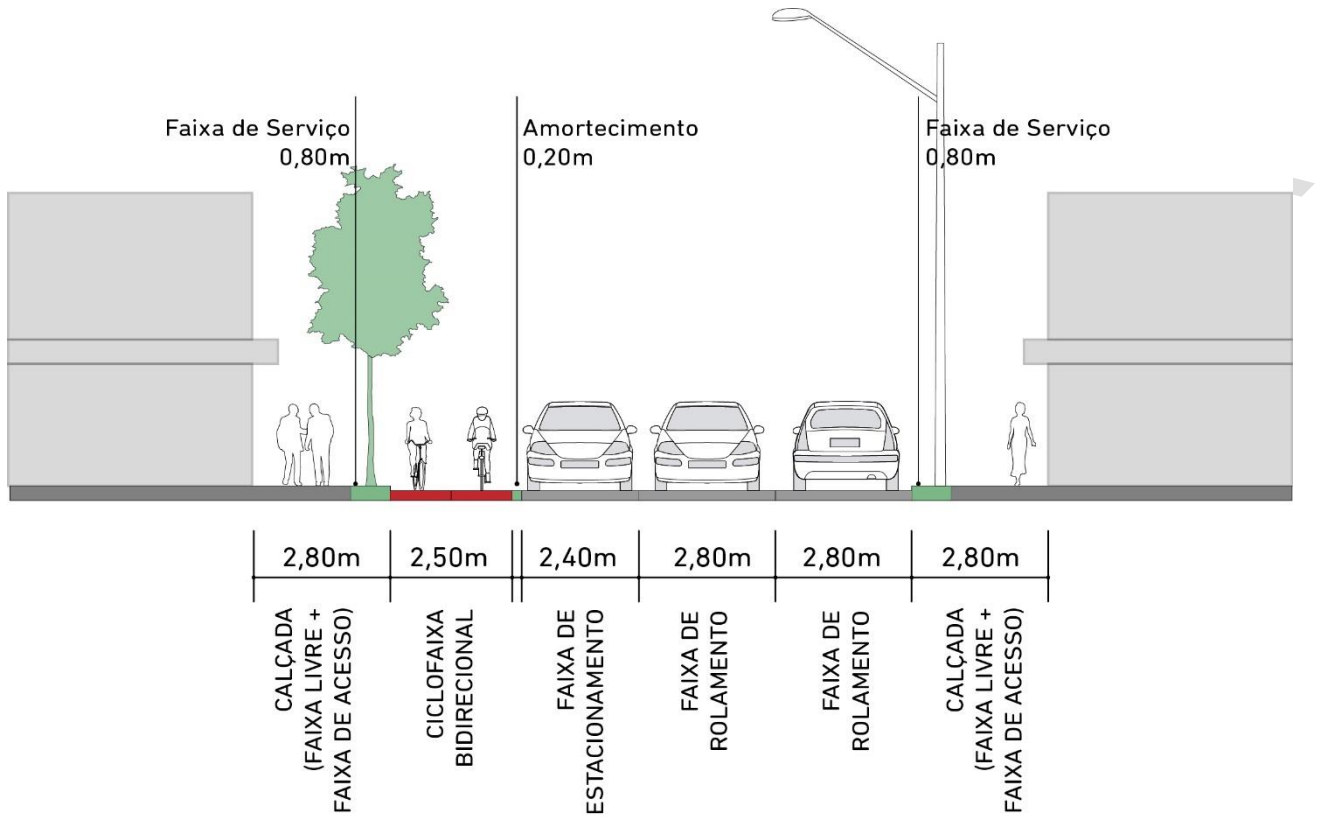 Faixa de Serviço
0,80m
Amortecimento
0,20m
Faixa de Serviço
0,80m
2,80m
2,50m
2,40m
2,80m
2,80m
2,80m
CALÇADA
(FAIXA LIVRE +
FAIXA DE ACESSO)
CICLOFAIXA
BIDIRECIONAL
FAIXA DE
ESTACIONAMENTO
FAIXA DE
ROLAMENTO
FAIXA DE
ROLAMENTO
CALÇADA
(FAIXA LIVRE +
FAIXA DE ACESSO)